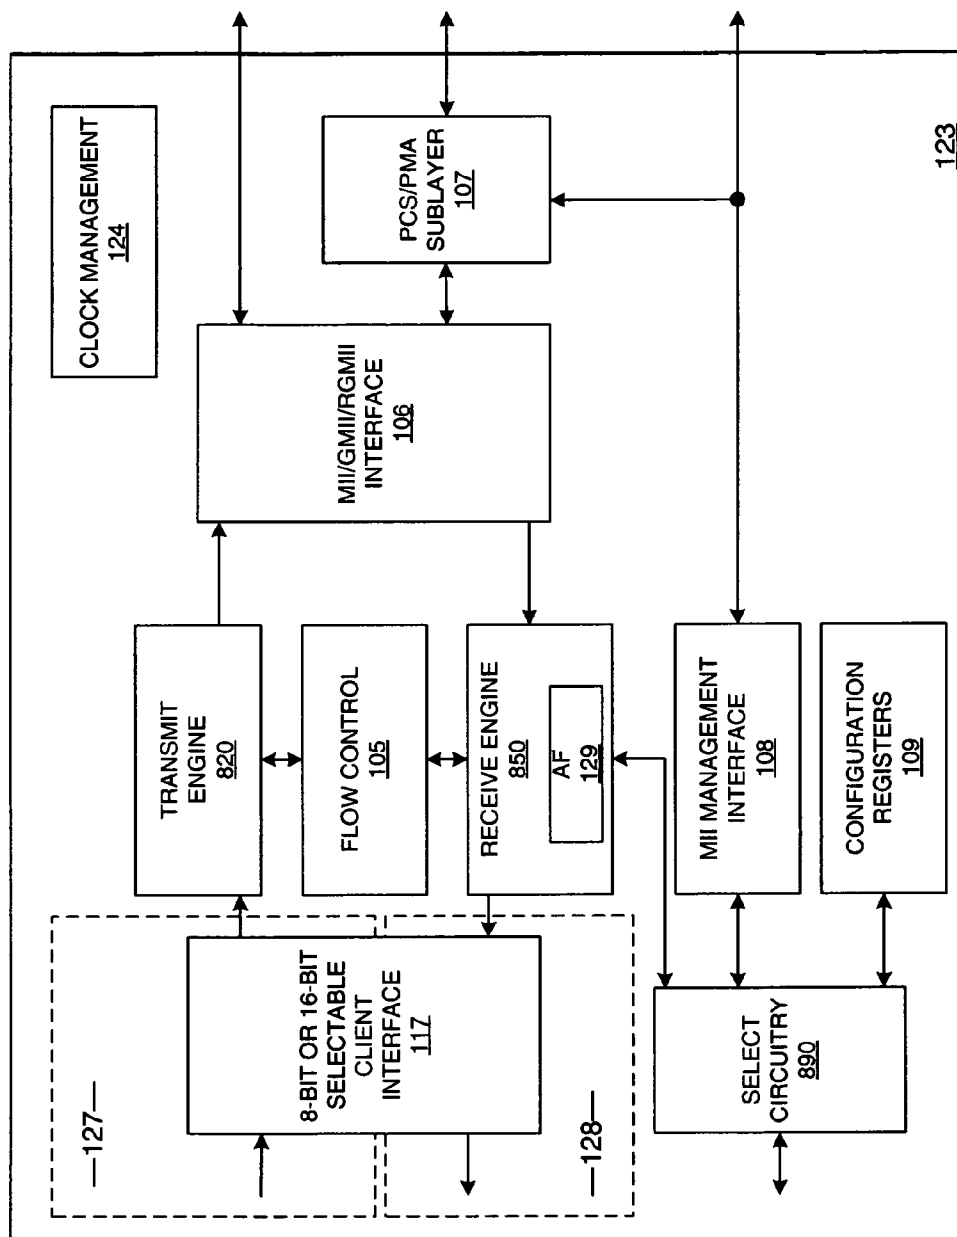 CLOCK MANAGEMENT
124
PCS/PMA
SUBLAYER
107
123
MII/GMII/RGMII
INTERFACE
106
TRANSMIT
ENGINE
820
FLOW CONTROL
105
RECEIVE ENGINE
850
AF
129
MII MANAGEMENT
INTERFACE
108
CONFIGURATION
REGISTERS
109
—127—
8-BIT OR 16-BIT
SELECTABLE
CLIENT
INTERFACE
117
—128—
SELECT
CIRCUITRY
890